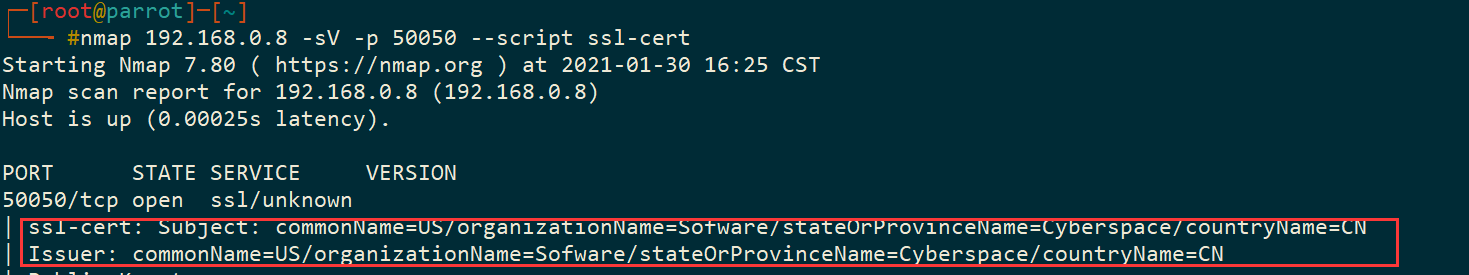 [root@parrot]-[~]
#nmap 192.168.0.8 -sV -p 50050 --script ssl-cert
Starting Nmap 7.80 ( https://nmap.org ) at 2021-01-30 16:25 CST
Nmap scan report for 192.168.0.8 (192.168.0.8)
Host is up (0.00025s latency).
PORT      STATE SERVICE     VERSION
50050/tcp open  ssl/unknown
| ssl-cert: Subject: commonName=US/organizationName=Sofware/stateOrProvinceName=Cyberspace/countryName=CN
| Issuer: commonName=US/organizationName=Sofware/stateOrProvinceName=Cyberspace/countryName=CN